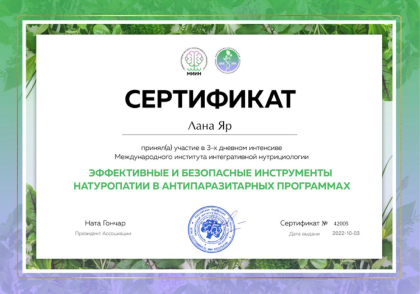 МИИН
СЕРТИФИКАТ
Лана Яр
принял(а) участие в 3-х дневном интенсиве
Международного института интегративной нутрициологии
ЭФФЕКТИВНЫЕ И БЕЗОПАСНЫЕ ИНСТРУМЕНТЫ
НАТУРОПАТИИ В АНТИПАРАЗИТАРНЫХ ПРОГРАММАХ
Ната Гончар
Президент Ассоциации
Сертификат № 42005
Дата выдачи 2022-10-03